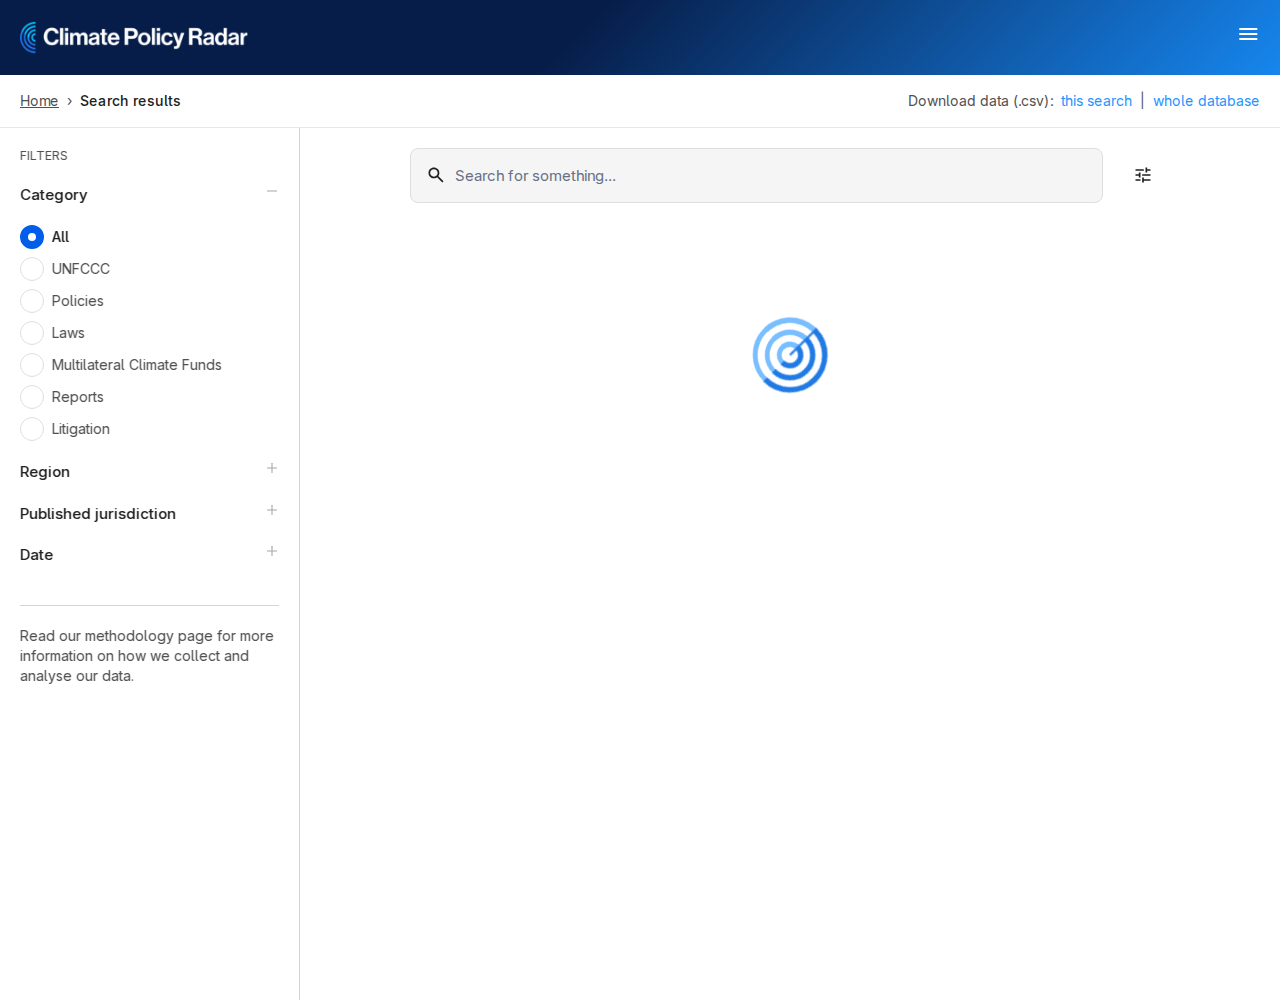 Climate Policy Radar
Home › Search results
Download data (.csv): this search | whole database
FILTERS
Category
All
UNFCCC
Policies
Laws
Multilateral Climate Funds
Reports
Litigation
Region
Published jurisdiction
Date
Read our methodology page for more
information on how we collect and
analyse our data.
Search for something...